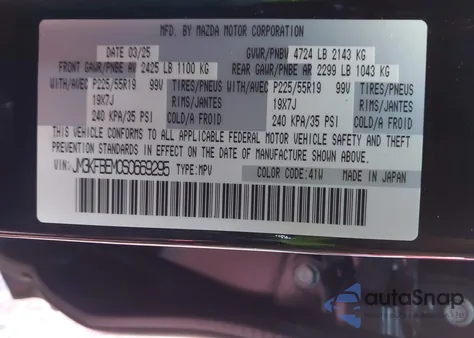 MFD. BY MAZDA MOTOR CORPORATION
DATE 03/25 GVWR/PNBV 4724 LB 2143 KG
FRONT GAWR/PNBE AV 2425 LB 1100 KG REAR GAWR/PNBE AR 2299 LB 1043 KG
WITH/AVEC P225/55R19 99V TIRES/PNEUS WITH/AVEC P225/55R19 99V TIRES/PNEUS
19X7J RIMS/JANTES 19X7J RIMS/JANTES
240 KPA/35 PSI COLD/A FROID 240 KPA/35 PSI COLD/A FROID
THIS VEHICLE CONFORMS TO ALL APPLICABLE FEDERAL MOTOR VEHICLE SAFETY AND THEFT
PREVENTION STANDARDS IN EFFECT ON THE DATE OF MANUFACTURE SHOWN ABOVE.
VIN: JM3KFBEM0S0669295 TYPE:MPV COLOR CODE:41W MADE IN JAPAN
autoSnap